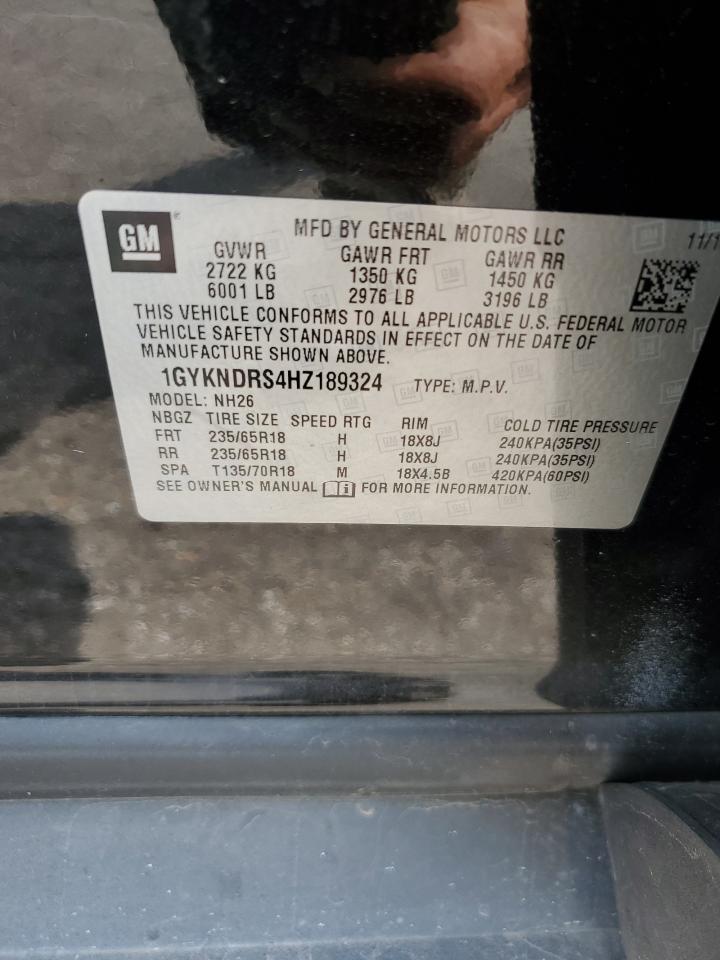 GM
MFD BY GENERAL MOTORS LLC
11/1
GVWR GAWR FRT GAWR RR
2722 KG 1350 KG 1450 KG
6001 LB 2976 LB 3196 LB
THIS VEHICLE CONFORMS TO ALL APPLICABLE U.S. FEDERAL MOTOR
VEHICLE SAFETY STANDARDS IN EFFECT ON THE DATE OF
MANUFACTURE SHOWN ABOVE.
1GYKNDRS4HZ189324 TYPE: M.P.V.
MODEL: NH26
NBGZ TIRE SIZE SPEED RTG RIM COLD TIRE PRESSURE
FRT 235/65R18 H 18X8J 240KPA(35PSI)
RR 235/65R18 H 18X8J 240KPA(35PSI)
SPA T135/70R18 M 18X4.5B 420KPA(60PSI)
SEE OWNER'S MANUAL FOR MORE INFORMATION.